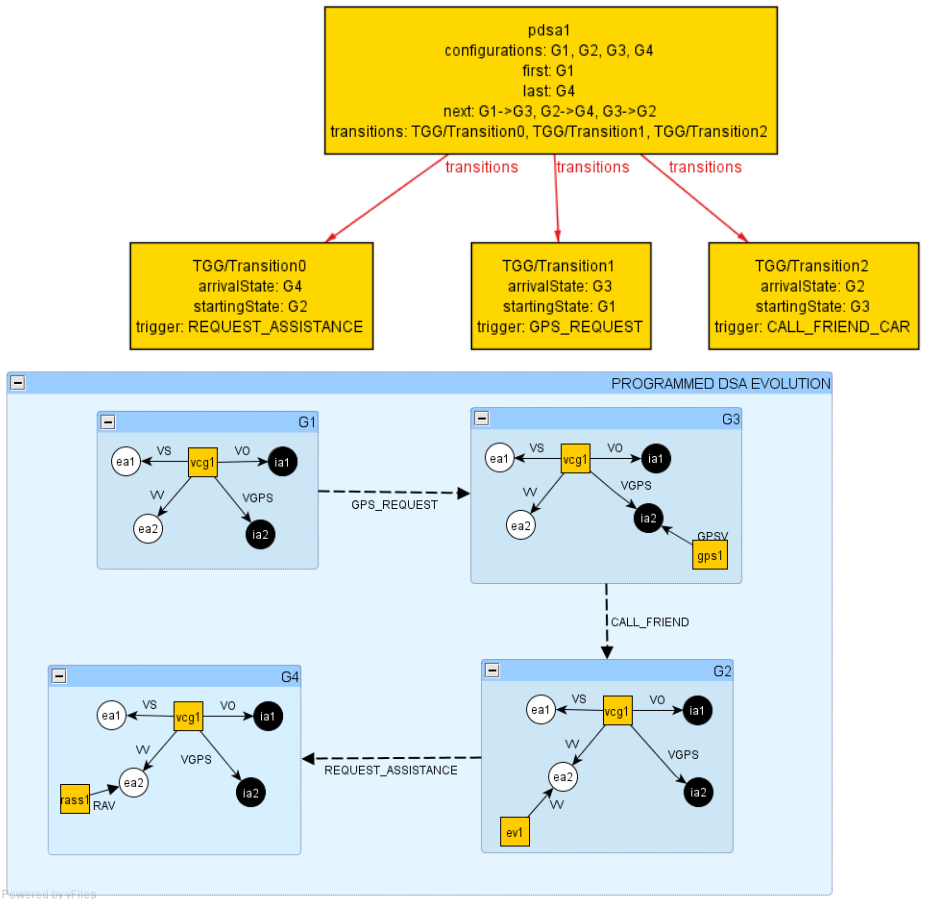 pdsa1
configurations: G1, G2, G3, G4
first: G1
last: G4
next: G1->G3, G2->G4, G3->G2
transitions: TGG/Transition0, TGG/Transition1, TGG/Transition2
transitions
transitions
transitions
TGG/Transition0
arrivalState: G4
startingState: G2
trigger: REQUEST_ASSISTANCE
TGG/Transition1
arrivalState: G3
startingState: G1
trigger: GPS_REQUEST
TGG/Transition2
arrivalState: G2
startingState: G3
trigger: CALL_FRIEND_CAR
PROGRAMMED DSA EVOLUTION
G1
ea1
VS
vcg1
VO
ia1
VV
VGPS
ea2
ia2
GPS_REQUEST
G3
ea1
VS
vcg1
VO
ia1
VV
VGPS
ea2
ia2
GPSV
gps1
CALL_FRIEND
G4
ea1
VS
vcg1
VO
ia1
VV
VGPS
ea2
ia2
rass1
RAV
REQUEST_ASSISTANCE
G2
ea1
VS
vcg1
VO
ia1
VV
VGPS
ea2
ia2
VV
ev1
Powered by yFiles